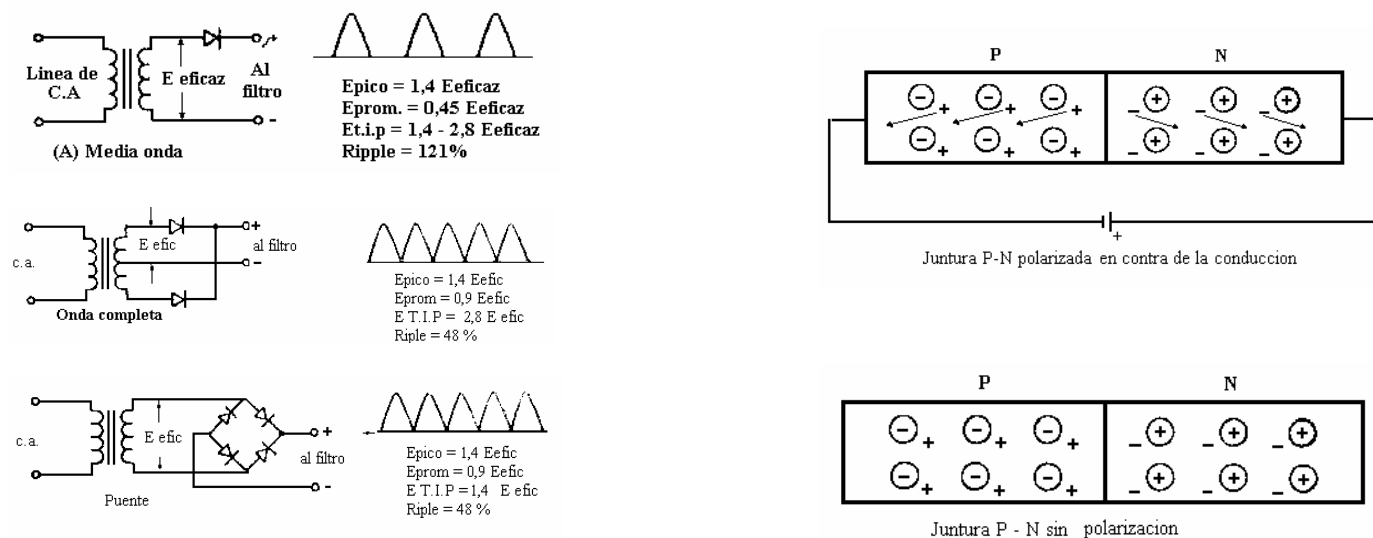 Linea de
C.A
E eficaz
+
Al
filtro
-
(A) Media onda
Epico = 1,4 Eeficaz
Eprom. = 0,45 Eeficaz
Et.i.p = 1,4 - 2,8 Eeficaz
Ripple = 121%
c.a.
E efic
+
al filtro
-
Onda completa
Epico = 1,4 Eefic
Eprom = 0,9 Eefic
E T.I.P = 2,8 E efic
Riple = 48 %
c.a.
E efic
+
al filtro
-
Puente
Epico = 1,4 Eefic
Eprom = 0,9 Eefic
E T.I.P = 1,4 E efic
Riple = 48 %
P N
- + - + - + - + - + - +
- + - + - + - + - + - +
+
Juntura P-N polarizada en contra de la conduccion
P N
- + - + - + - + - + - +
- + - + - + - + - + - +
Juntura P - N sin polarizacion